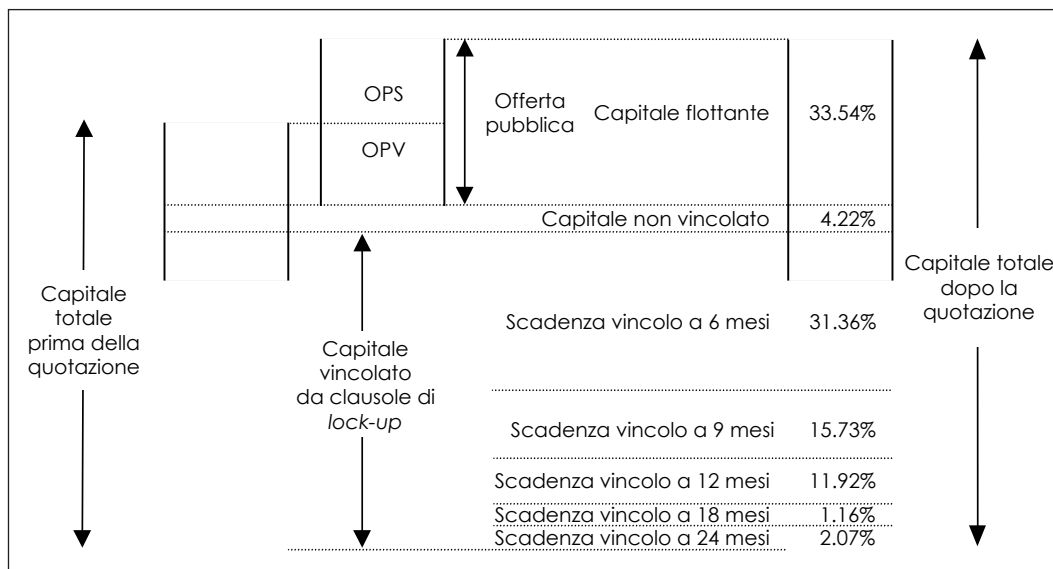 OPS
OPV
Offerta
pubblica
Capitale flottante
33.54%
Capitale non vincolato
4.22%
Capitale
totale
prima della
quotazione
Capitale
vincolato
da clausole di
lock-up
Scadenza vincolo a 6 mesi
31.36%
Scadenza vincolo a 9 mesi
15.73%
Scadenza vincolo a 12 mesi
11.92%
Scadenza vincolo a 18 mesi
1.16%
Scadenza vincolo a 24 mesi
2.07%
Capitale totale
dopo la
quotazione